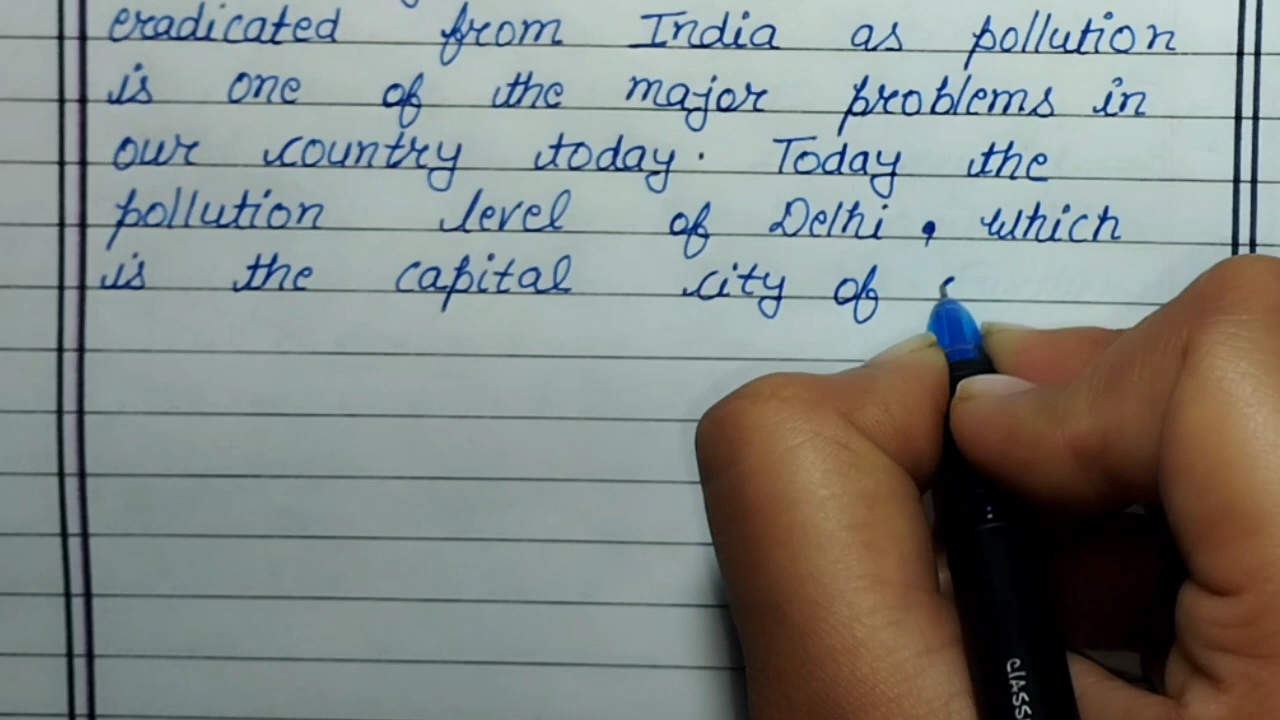 eradicated from India as pollution
is one of the major problems in
our country today. Today the
pollution level of Delhi, which
is the capital city of